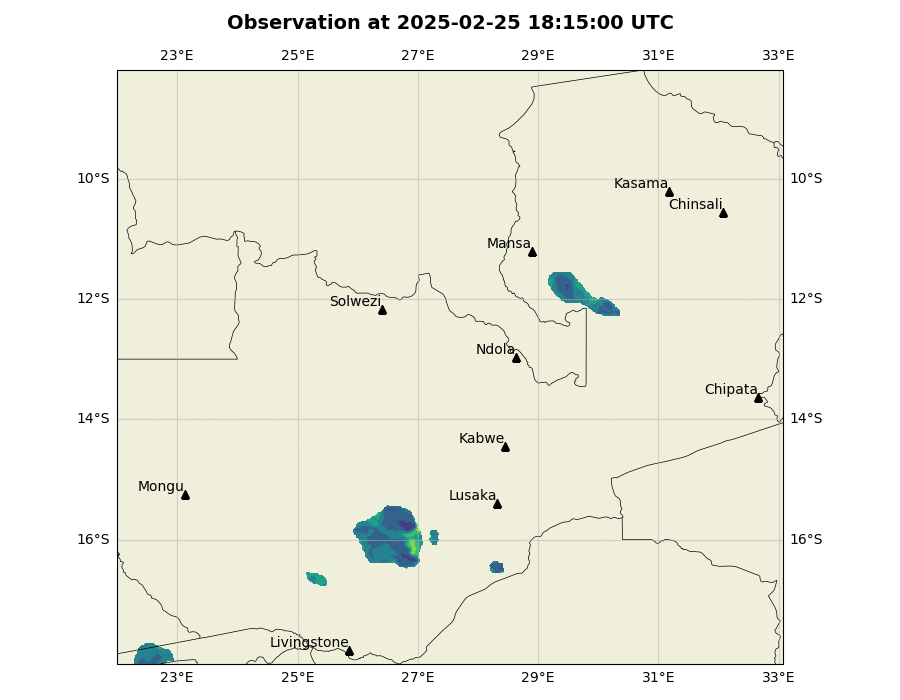 Observation at 2025-02-25 18:15:00 UTC
23°E 25°E 27°E 29°E 31°E 33°E
10°S 10°S
Kasama
Chinsali
Mansa
12°S 12°S
Solwezi
Ndola
Chipata
14°S 14°S
Kabwe
Mongu
Lusaka
16°S 16°S
Livingstone
23°E 25°E 27°E 29°E 31°E 33°E